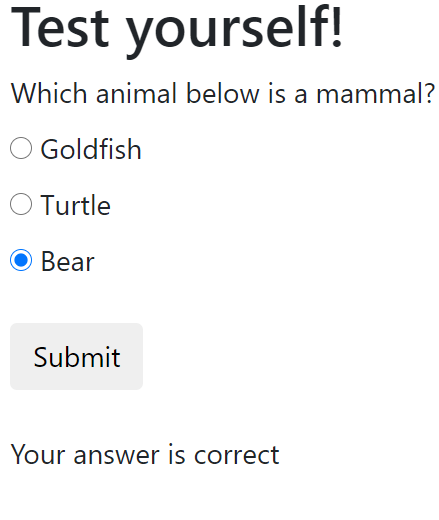 Test yourself!
Which animal below is a mammal?
Goldfish
Turtle
Bear
Submit
Your answer is correct